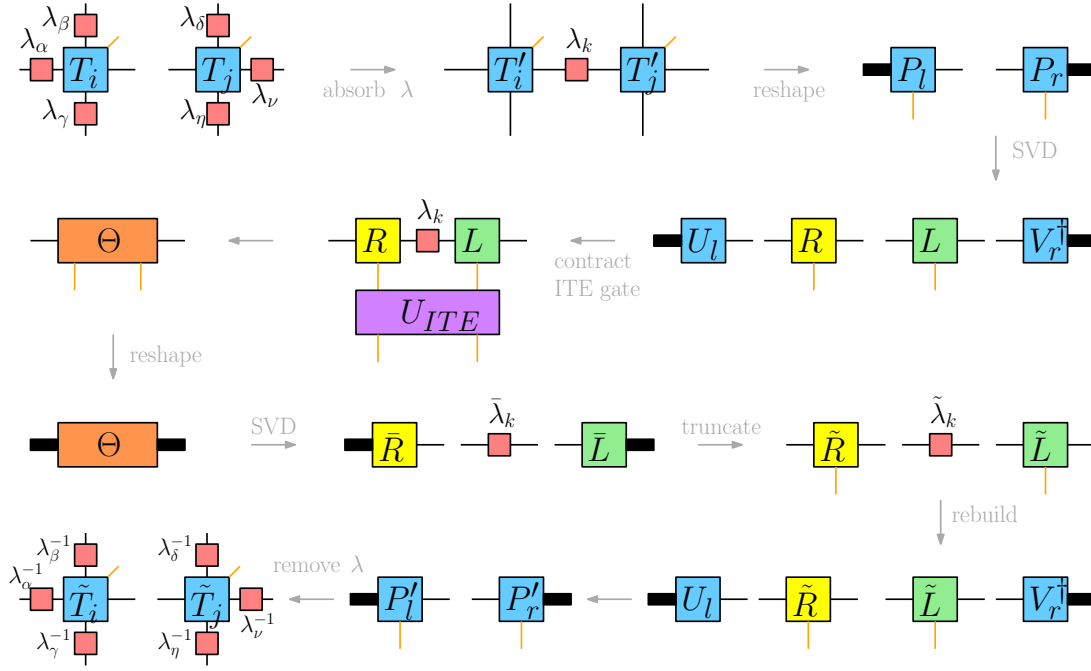 λ_β λ_δ
λ_α T_i T_j λ_ν
λ_γ λ_η
absorb λ
T'_i λ_k T'_j
reshape
P_l P_r
SVD
Θ
R λ_k L
U_{ITE}
contract
ITE gate
U_l R L V_r^†
reshape
Θ
SVD
R̄ λ̄_k L̄
truncate
R̃ λ̃_k L̃
rebuild
λ_β^{-1} λ_δ^{-1}
λ_α^{-1} T̃_i T̃_j λ_ν^{-1}
λ_γ^{-1} λ_η^{-1}
remove λ
P'_l P'_r
U_l R̃ L̃ V_r^†